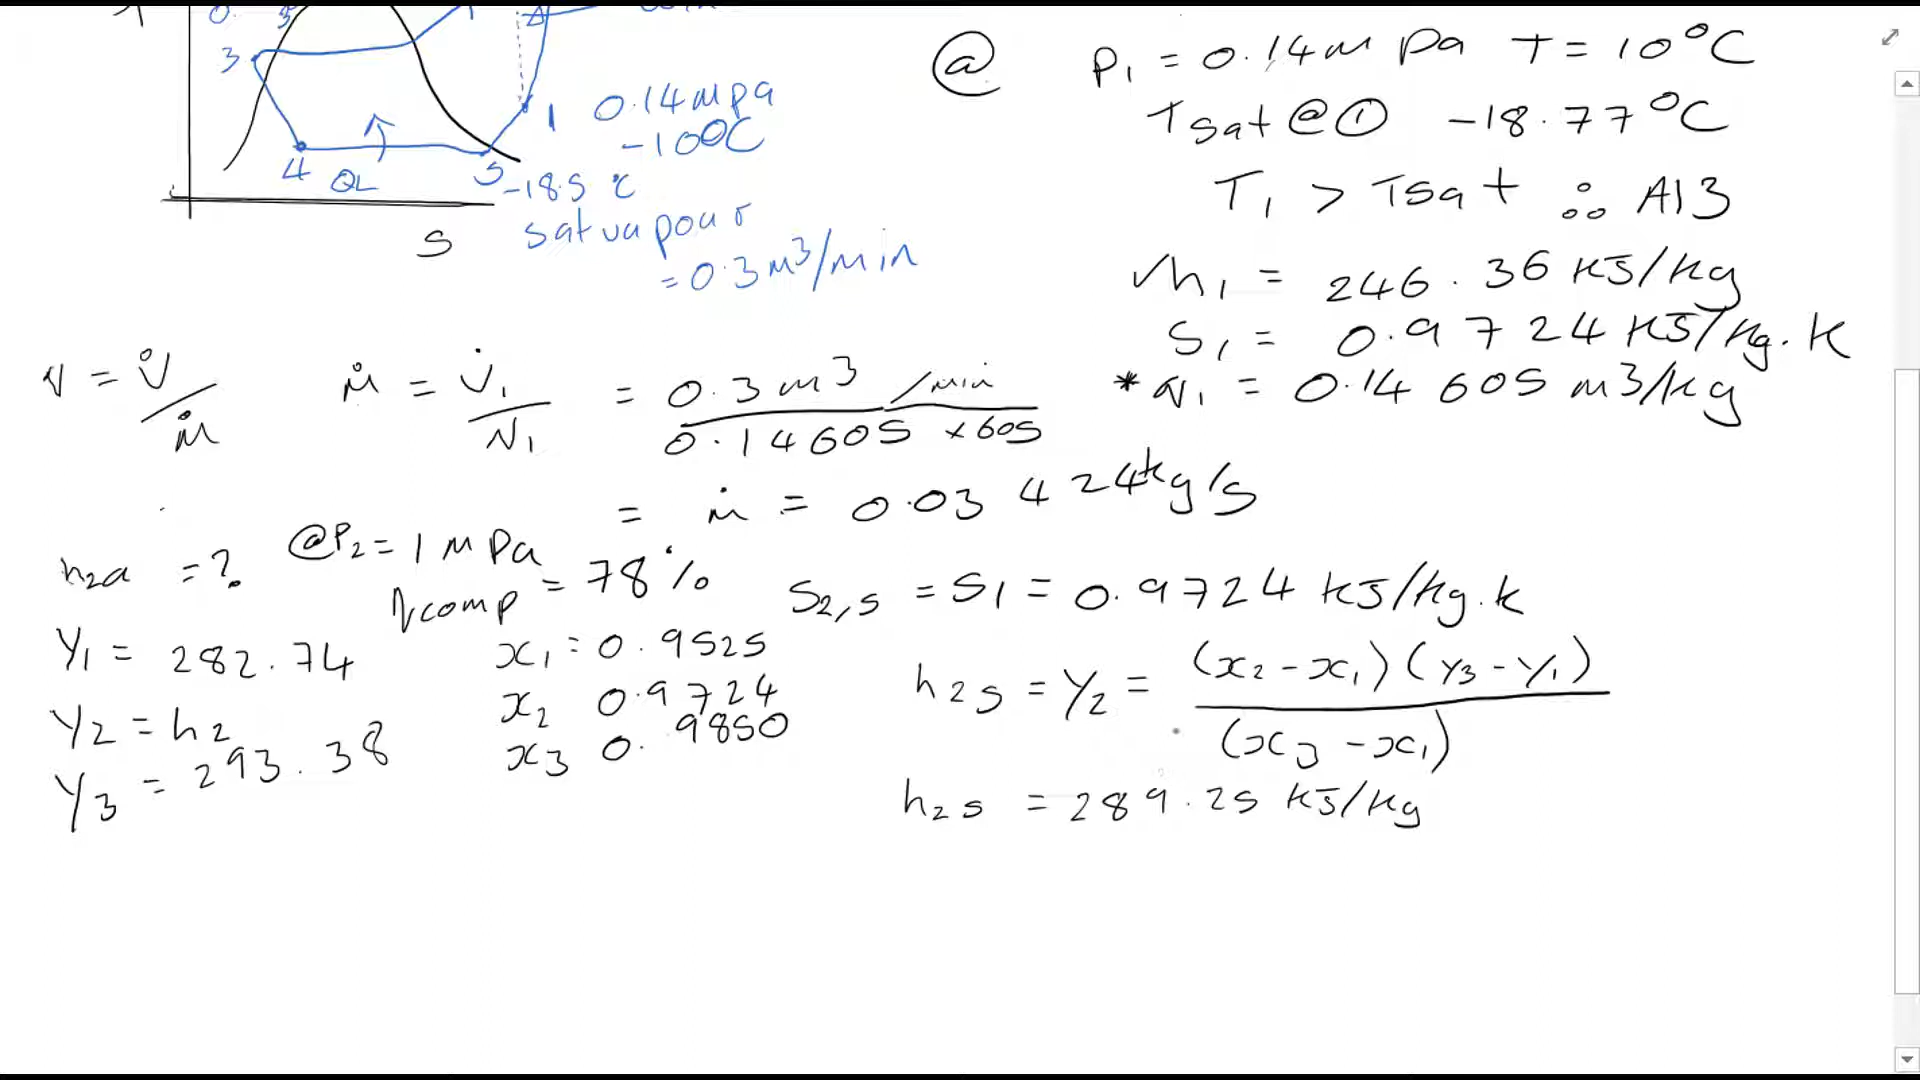 3
1 0.14 mpa
-10°C
4 QL 5 -18.5 °C
sat vapour
S
= 0.3 m³/min
@ P₁ = 0.14 m Pa T = 10°C
Tsat @ ① -18.77°C
T₁ > Tsat ∴ A13
√h₁ = 246.36 KJ/Kg
S₁ = 0.9724 KJ/Kg.K
* v₁ = 0.14605 m3/kg
v = V̇/ṁ ṁ = V̇₁/v₁ = 0.3 m³/min / 0.14605 x 60s
= ṁ = 0.03424 kg/s
h2a = ? @P₂ = 1 M Pa
ηcomp = 78%
S₂,s = S₁ = 0.9724 KJ/Kg.K
Y₁ = 282.74 x₁ = 0.9525
Y₂ = h₂ x₂ 0.9724
Y₃ = 293.38 x₃ 0.9850
h₂s = Y₂ = (x₂ - x₁)(Y₃ - Y₁) / (x₃ - x₁)
h₂s = 289.25 KJ/Kg